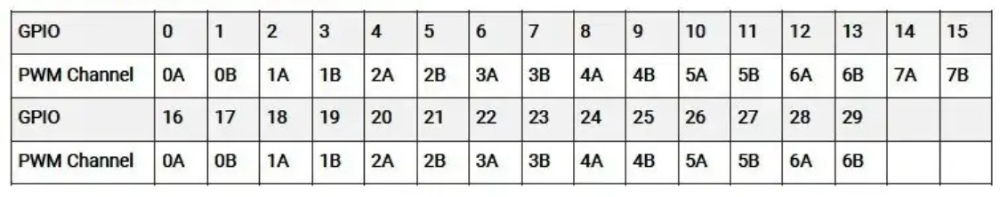 GPIO 0 1 2 3 4 5 6 7 8 9 10 11 12 13 14 15
PWM Channel 0A 0B 1A 1B 2A 2B 3A 3B 4A 4B 5A 5B 6A 6B 7A 7B
GPIO 16 17 18 19 20 21 22 23 24 25 26 27 28 29
PWM Channel 0A 0B 1A 1B 2A 2B 3A 3B 4A 4B 5A 5B 6A 6B